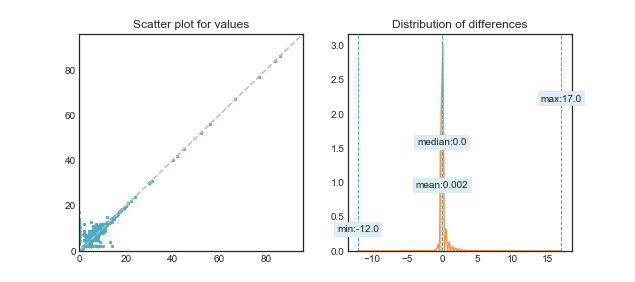 Scatter plot for values
80
60
40
20
0
0 20 40 60 80
Distribution of differences
3.0
2.5
2.0
1.5
1.0
0.5
0.0
max:17.0
median:0.0
mean:0.002
min:-12.0
−10 −5 0 5 10 15